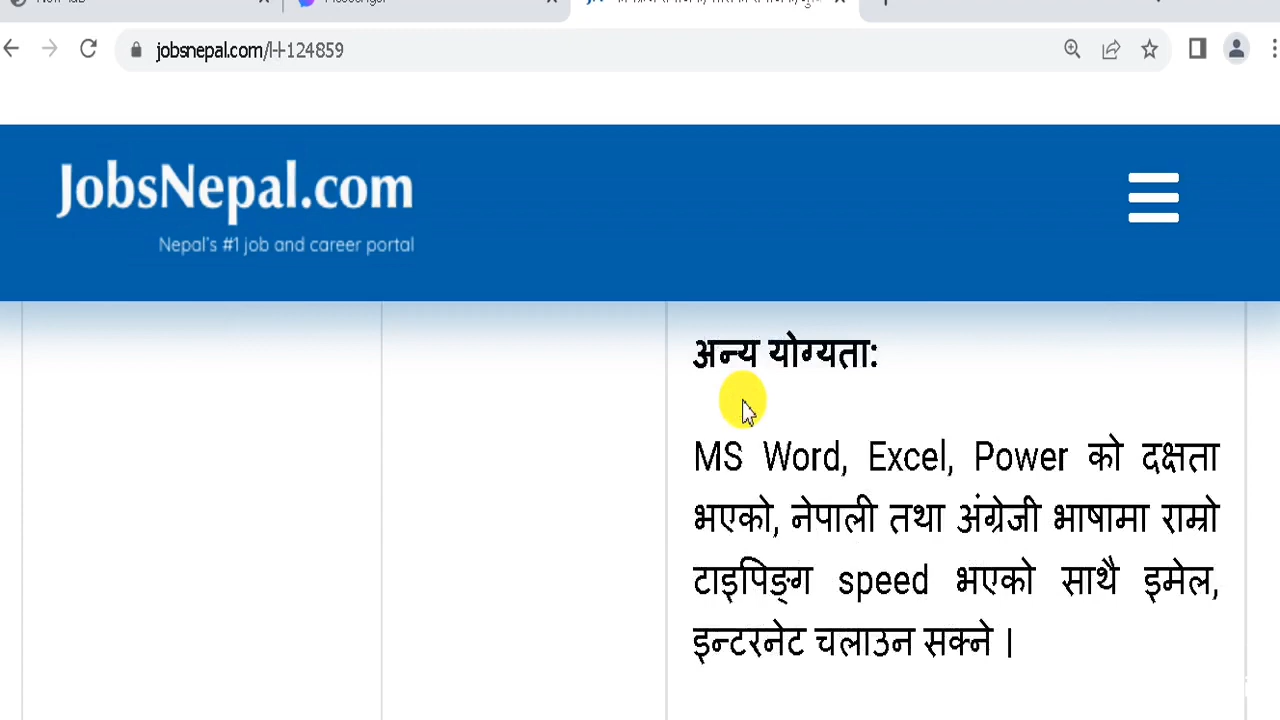 jobsnepal.com/l-i-124859
JobsNepal.com
Nepal's #1 job and career portal
अन्य योग्यता:
MS Word, Excel, Power को दक्षता
भएको, नेपाली तथा अंग्रेजी भाषामा राम्रो
टाइपिङ्ग speed भएको साथै इमेल,
इन्टरनेट चलाउन सक्ने ।